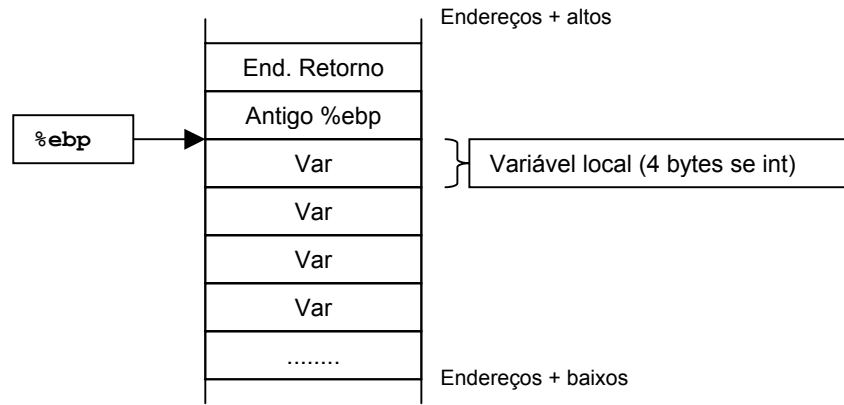 Endereços + altos
End. Retorno
Antigo %ebp
%ebp
Var
Variável local (4 bytes se int)
Var
Var
Var
........
Endereços + baixos